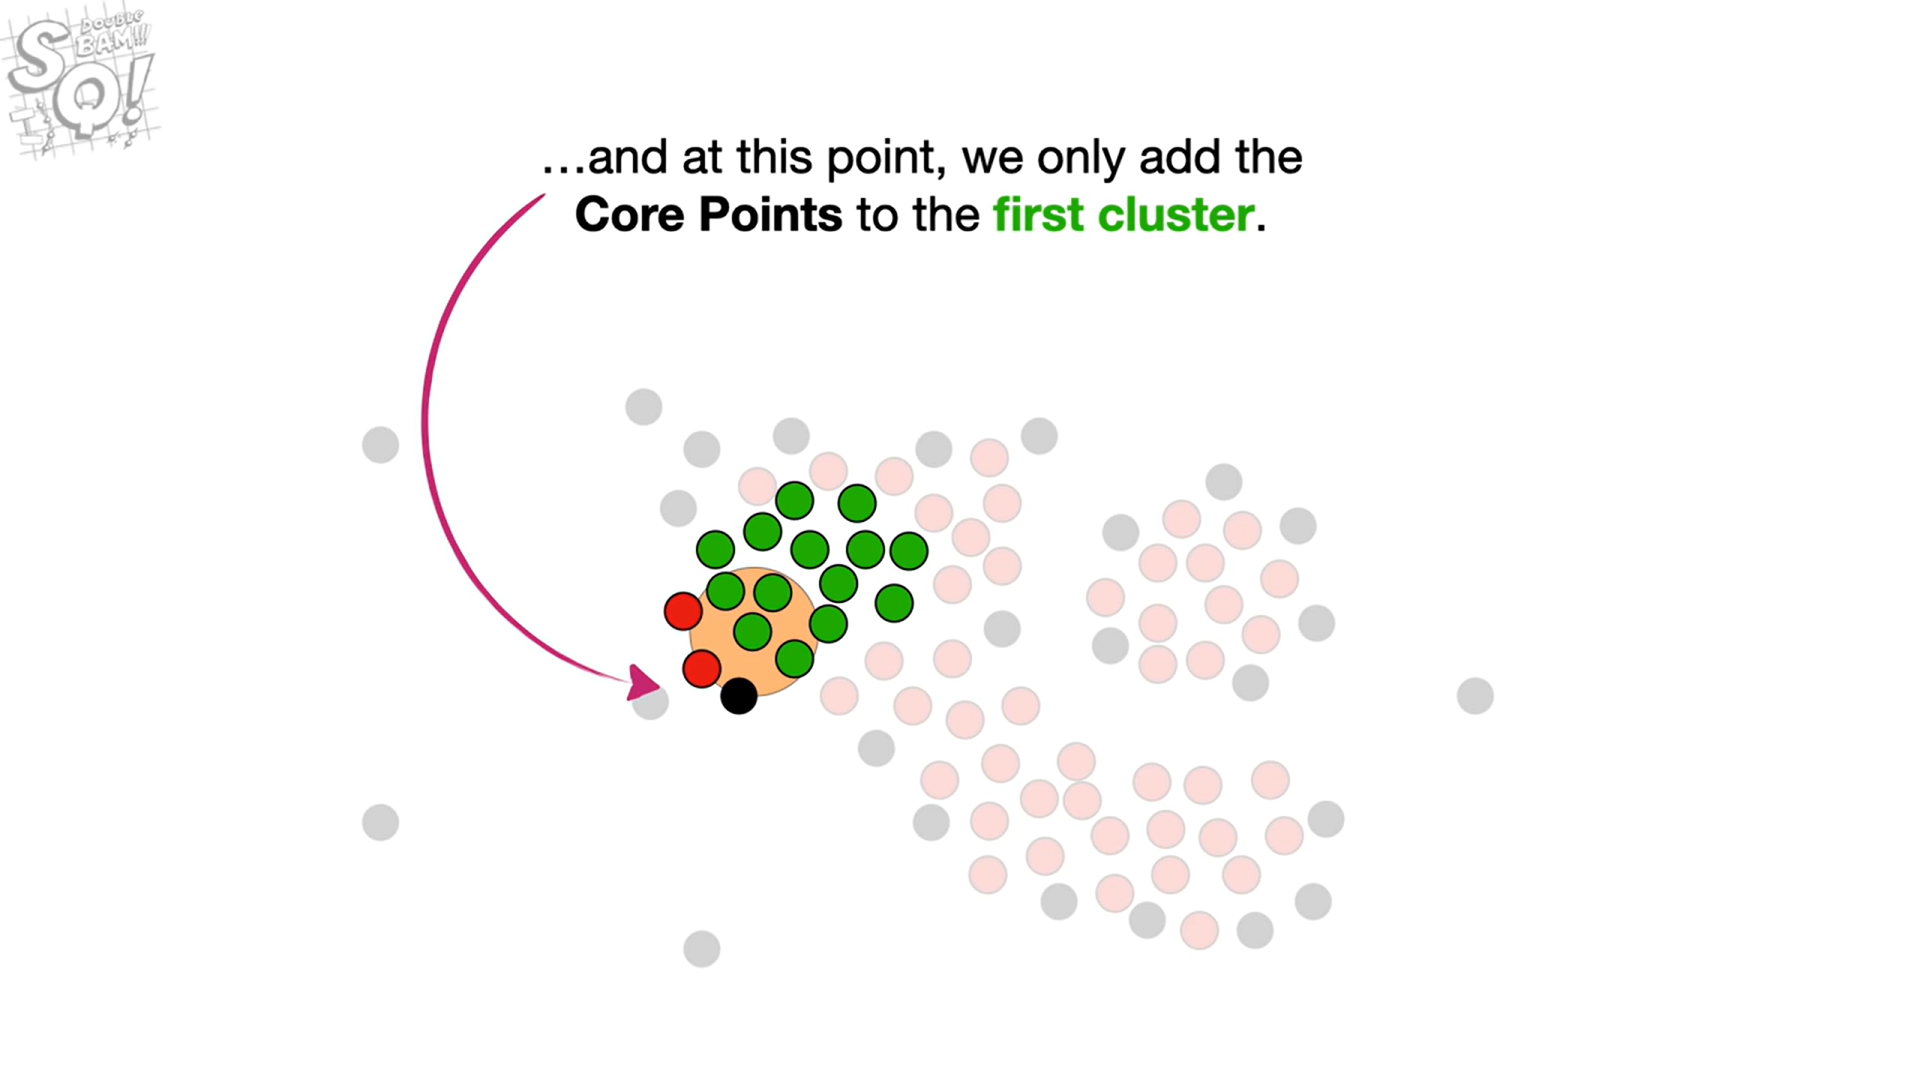 DOUBLE
BAM!!!
SQ!
...and at this point, we only add the
Core Points to the first cluster.